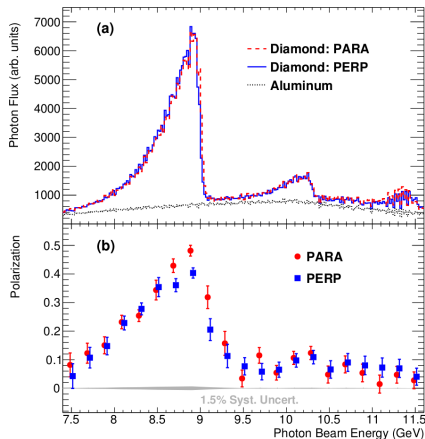 Photon Flux (arb. units)
7000
6000
5000
4000
3000
2000
1000
(a)
Diamond: PARA
Diamond: PERP
Aluminum
Polarization
0.5
0.4
0.3
0.2
0.1
0
(b)
PARA
PERP
1.5% Syst. Uncert.
7.5 8 8.5 9 9.5 10 10.5 11 11.5
Photon Beam Energy (GeV)